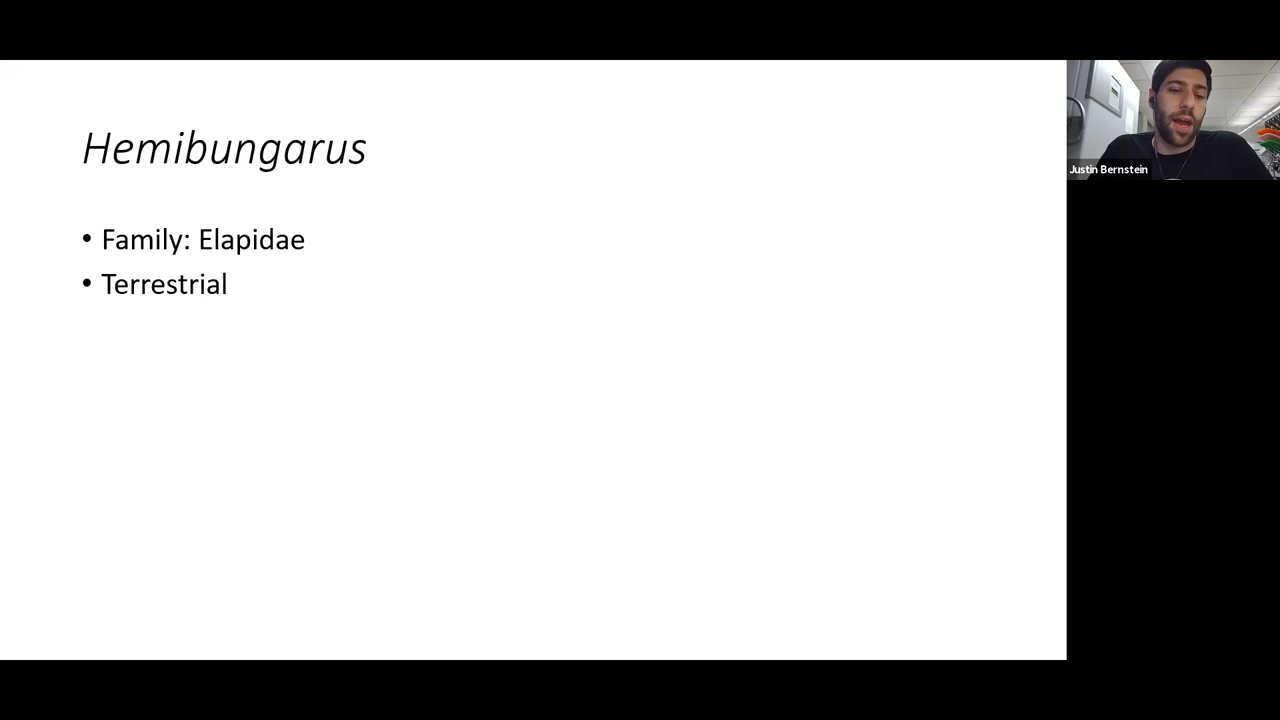 Hemibungarus
• Family: Elapidae
• Terrestrial
Justin Bernstein